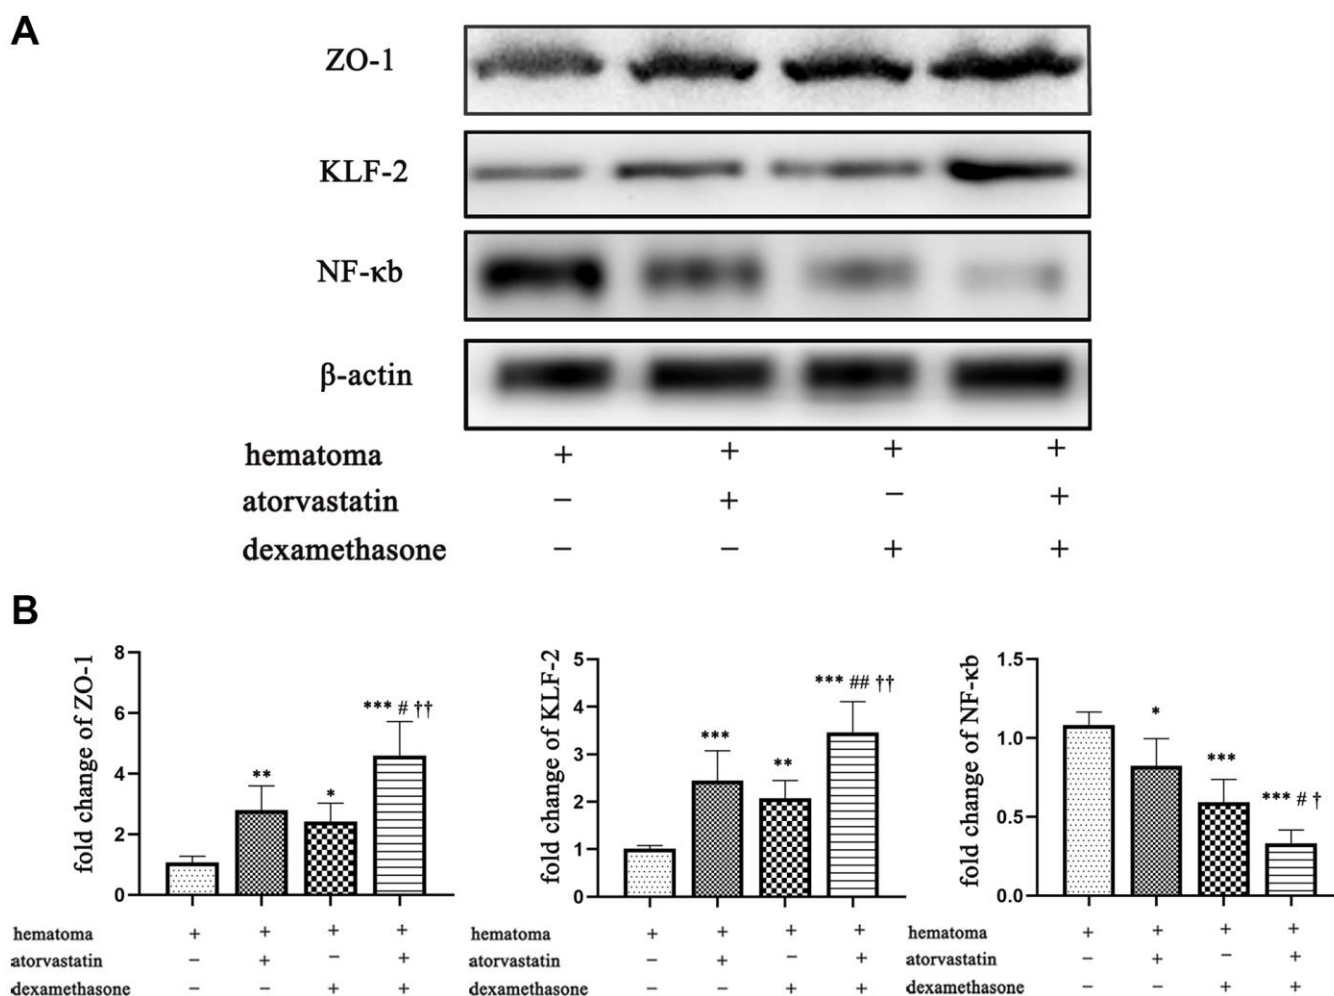 A
ZO-1
KLF-2
NF-κb
β-actin
hematoma + + + +
atorvastatin − + − +
dexamethasone − − + +
B
fold change of ZO-1
8
6
4
2
0
**
*
*** # ††
hematoma + + + +
atorvastatin − + − +
dexamethasone − − + +
fold change of KLF-2
5
4
3
2
1
0
***
**
*** ## ††
hematoma + + + +
atorvastatin − + − +
dexamethasone − − + +
fold change of NF-κb
1.5
1.0
0.5
0.0
*
***
*** # †
hematoma + + + +
atorvastatin − + − +
dexamethasone − − + +